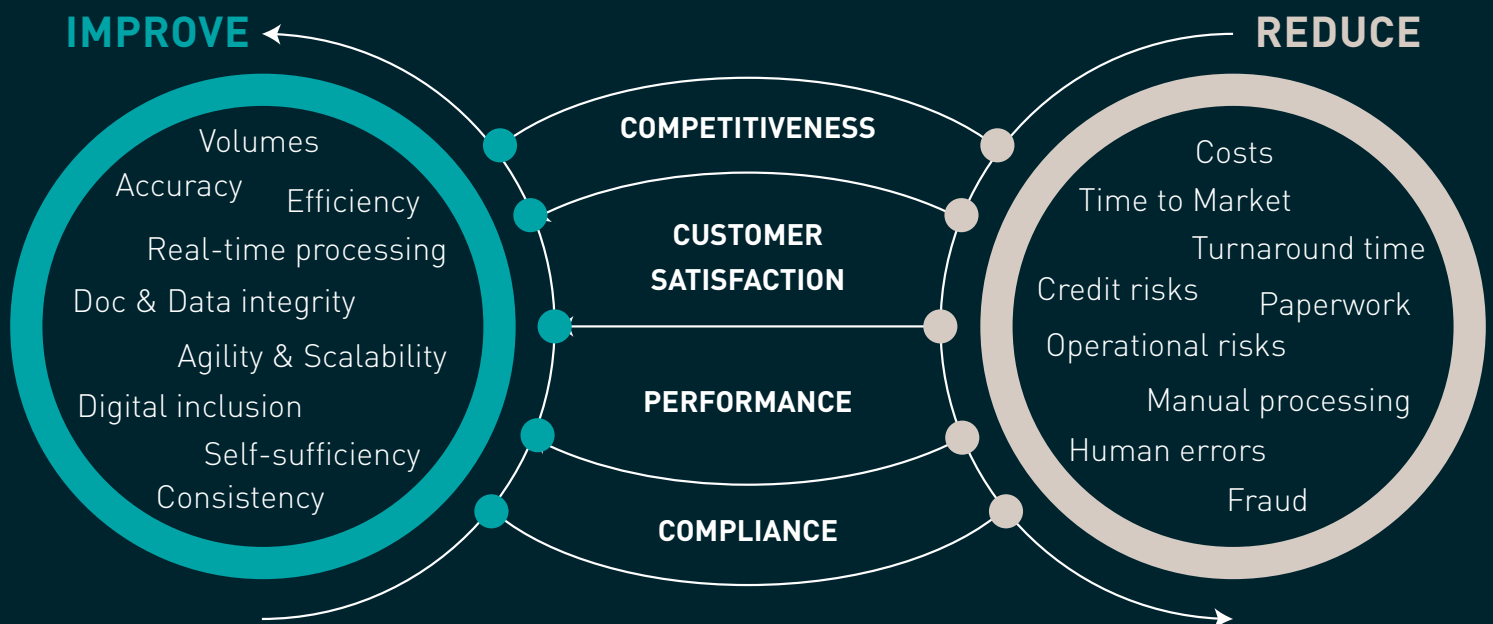 IMPROVE
REDUCE
Volumes
Accuracy
Efficiency
Real-time processing
Doc & Data integrity
Agility & Scalability
Digital inclusion
Self-sufficiency
Consistency
COMPETITIVENESS
CUSTOMER
SATISFACTION
PERFORMANCE
COMPLIANCE
Costs
Time to Market
Turnaround time
Credit risks
Paperwork
Operational risks
Manual processing
Human errors
Fraud